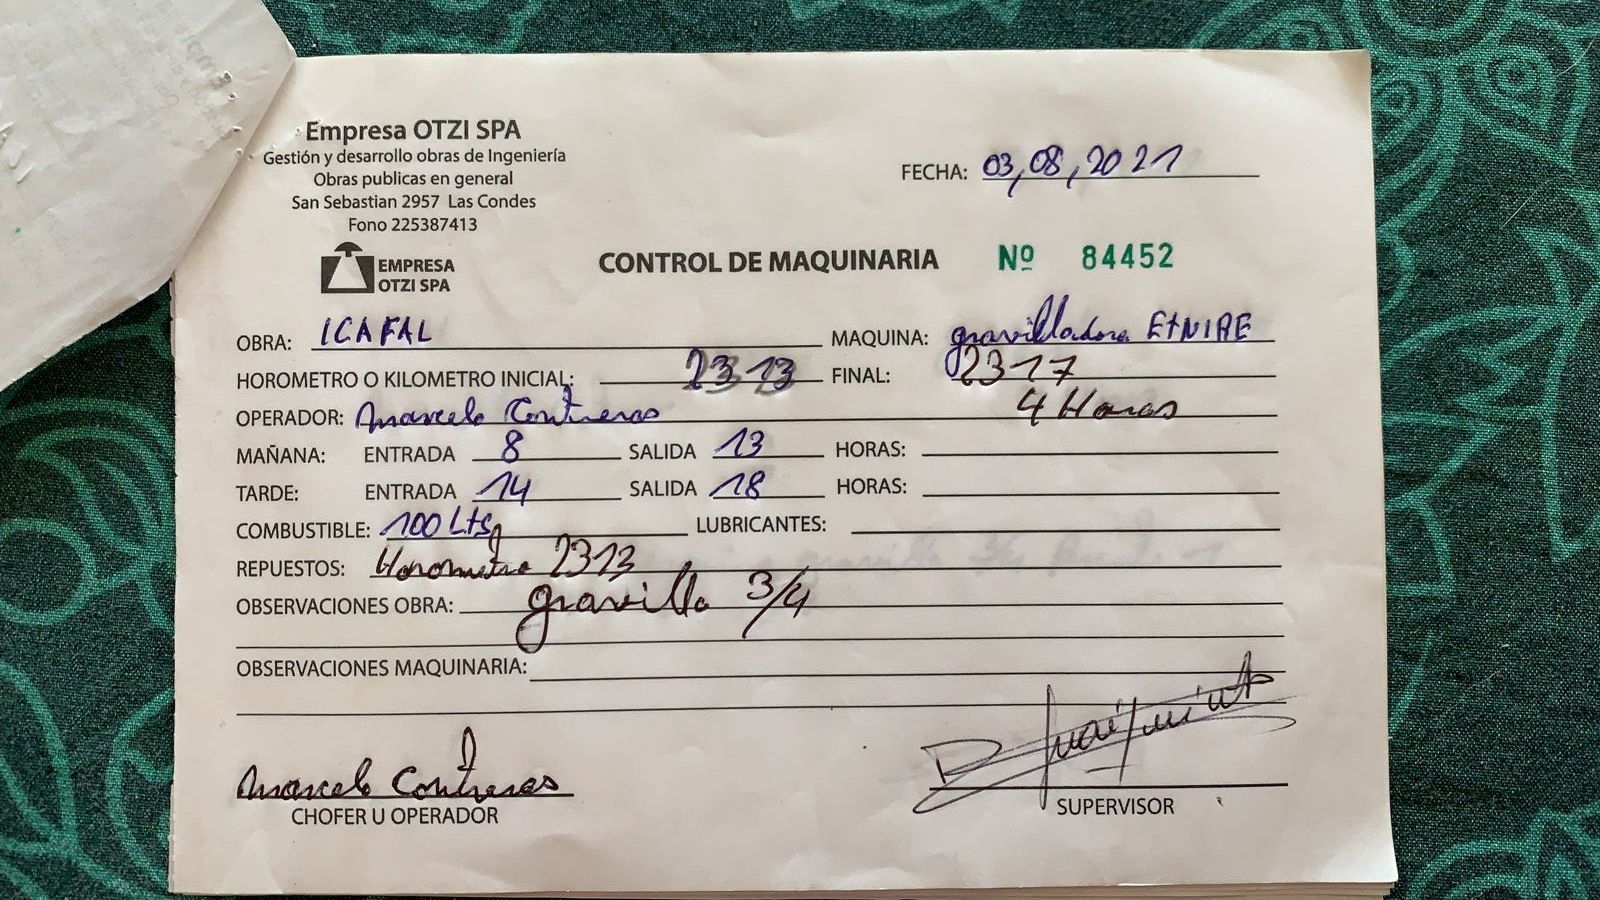 Empresa OTZI SPA
Gestión y desarrollo obras de Ingeniería
Obras publicas en general
San Sebastian 2957 Las Condes
Fono 225387413
EMPRESA
OTZI SPA
FECHA: 03,08,2021
CONTROL DE MAQUINARIA Nº 84452
OBRA: ICAFAL MAQUINA: gravilladora ETNIRE
HOROMETRO O KILOMETRO INICIAL: 2313 FINAL: 2317
OPERADOR: Marcelo Contreras 4 Horas
MAÑANA: ENTRADA 8 SALIDA 13 HORAS:
TARDE: ENTRADA 14 SALIDA 18 HORAS:
COMBUSTIBLE: 100 Lts LUBRICANTES:
REPUESTOS: Horometro 2313
OBSERVACIONES OBRA: gravilla 3/4
OBSERVACIONES MAQUINARIA:
Marcelo Contreras
CHOFER U OPERADOR SUPERVISOR